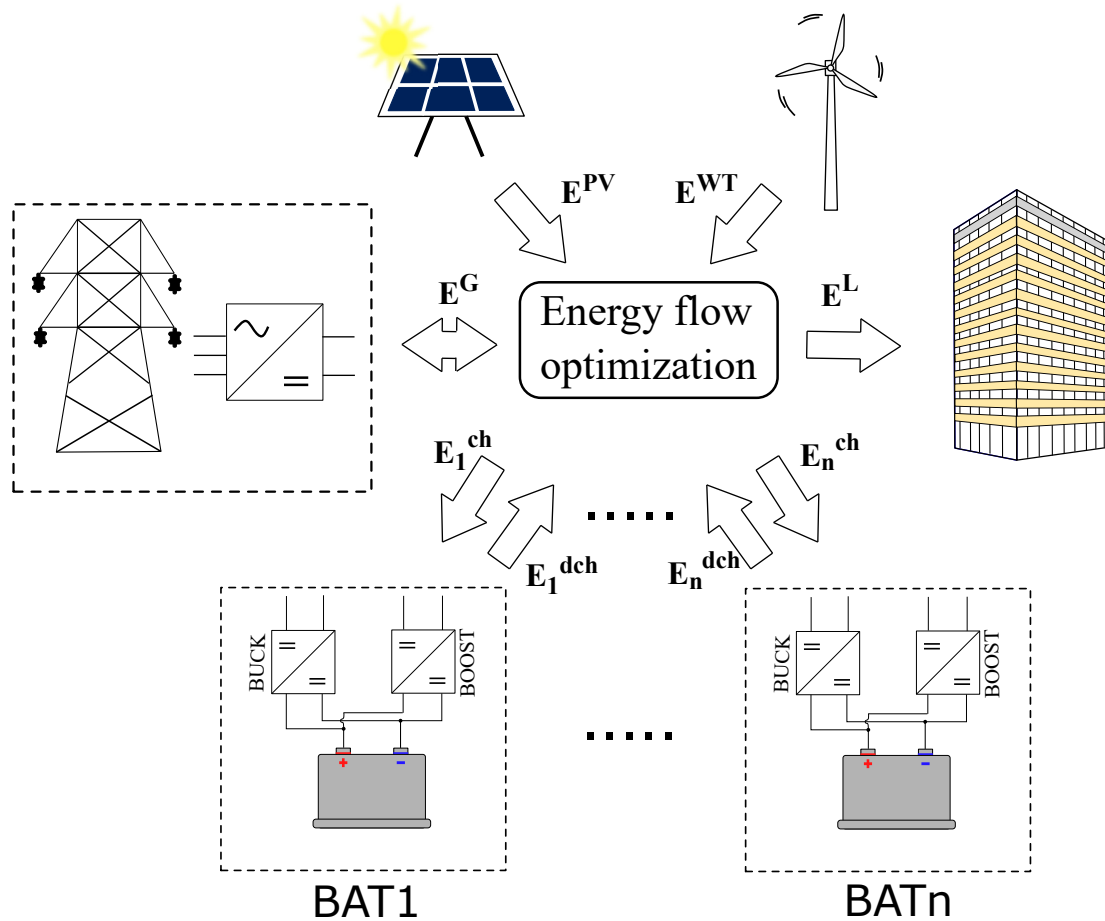 E^PV
E^WT
E^G
Energy flow
optimization
E^L
E_1^ch
E_n^ch
E_1^dch
E_n^dch
BUCK
BOOST
BUCK
BOOST
+
-
+
-
BAT1
BATn